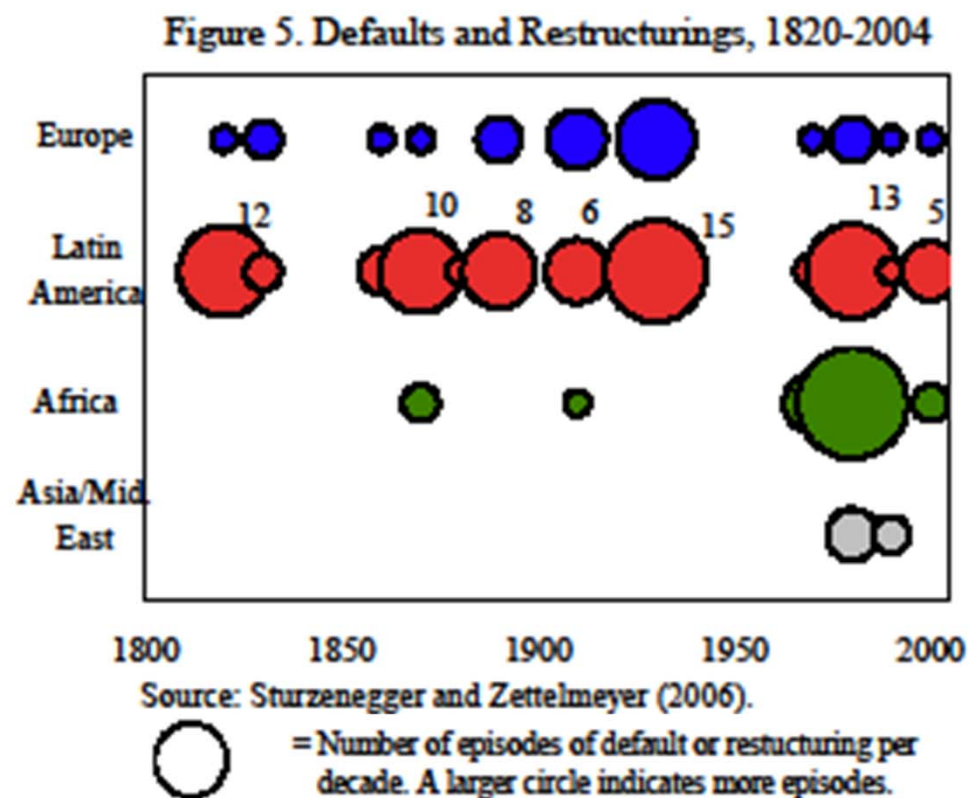 Figure 5. Defaults and Restructurings, 1820-2004
Europe
12 10 8 6 15 13 5
Latin
America
Africa
Asia/Mid.
East
1800 1850 1900 1950 2000
Source: Sturzenegger and Zettelmeyer (2006).
= Number of episodes of default or restucturing per
decade. A larger circle indicates more episodes.